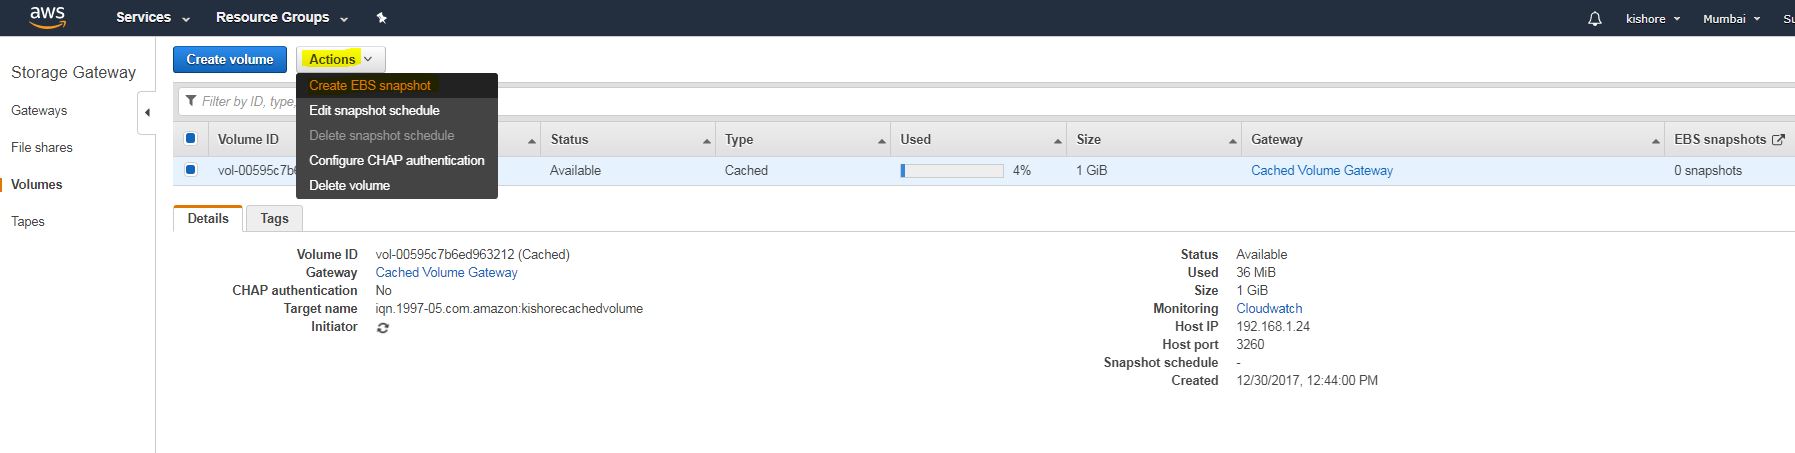 aws Services Resource Groups kishore Mumbai Su
Storage Gateway
Gateways
File shares
Volumes
Tapes
Create volume Actions
Create EBS snapshot
Edit snapshot schedule
Delete snapshot schedule
Configure CHAP authentication
Delete volume
Filter by ID, type,
Volume ID Status Type Used Size Gateway EBS snapshots
vol-00595c7b6 Available Cached 4% 1 GiB Cached Volume Gateway 0 snapshots
Details Tags
Volume ID vol-00595c7b6ed963212 (Cached)
Gateway Cached Volume Gateway
CHAP authentication No
Target name iqn.1997-05.com.amazon:kishorecachedvolume
Initiator
Status Available
Used 36 MiB
Size 1 GiB
Monitoring Cloudwatch
Host IP 192.168.1.24
Host port 3260
Snapshot schedule -
Created 12/30/2017, 12:44:00 PM